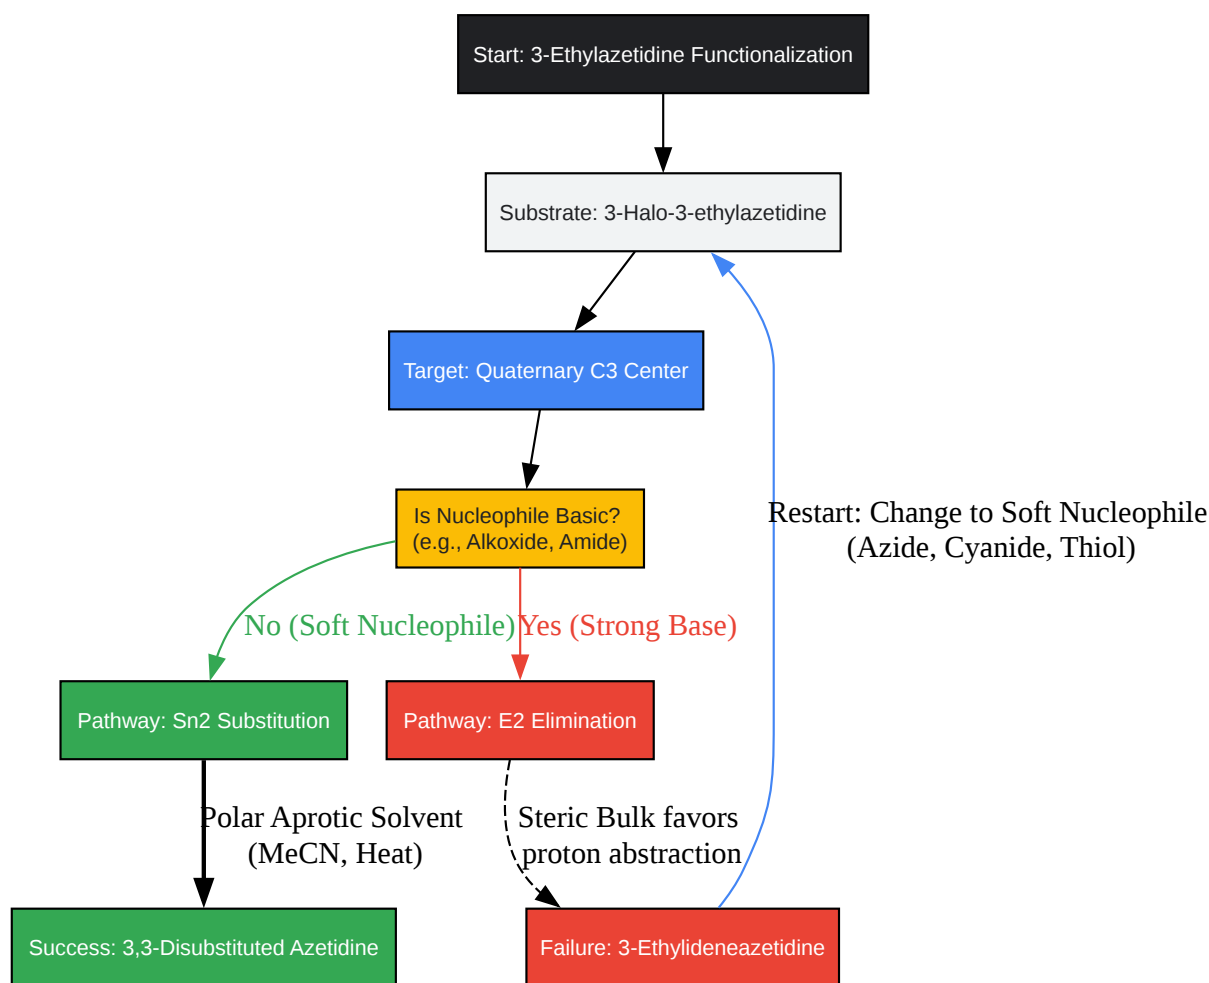 Start: 3-Ethylazetidine Functionalization
Substrate: 3-Halo-3-ethylazetidine
Target: Quaternary C3 Center
Is Nucleophile Basic?
(e.g., Alkoxide, Amide)
Restart: Change to Soft Nucleophile
(Azide, Cyanide, Thiol)
No (Soft Nucleophile)
Yes (Strong Base)
Pathway: Sn2 Substitution
Pathway: E2 Elimination
Polar Aprotic Solvent
(MeCN, Heat)
Steric Bulk favors
proton abstraction
Success: 3,3-Disubstituted Azetidine
Failure: 3-Ethylideneazetidine